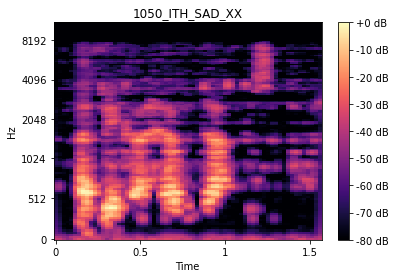 1050_ITH_SAD_XX
+0 dB
8192
-10 dB
4096
-20 dB
-30 dB
2048
Hz
-40 dB
1024
-50 dB
512
-60 dB
-70 dB
0
-80 dB
0
0.5
1
1.5
Time